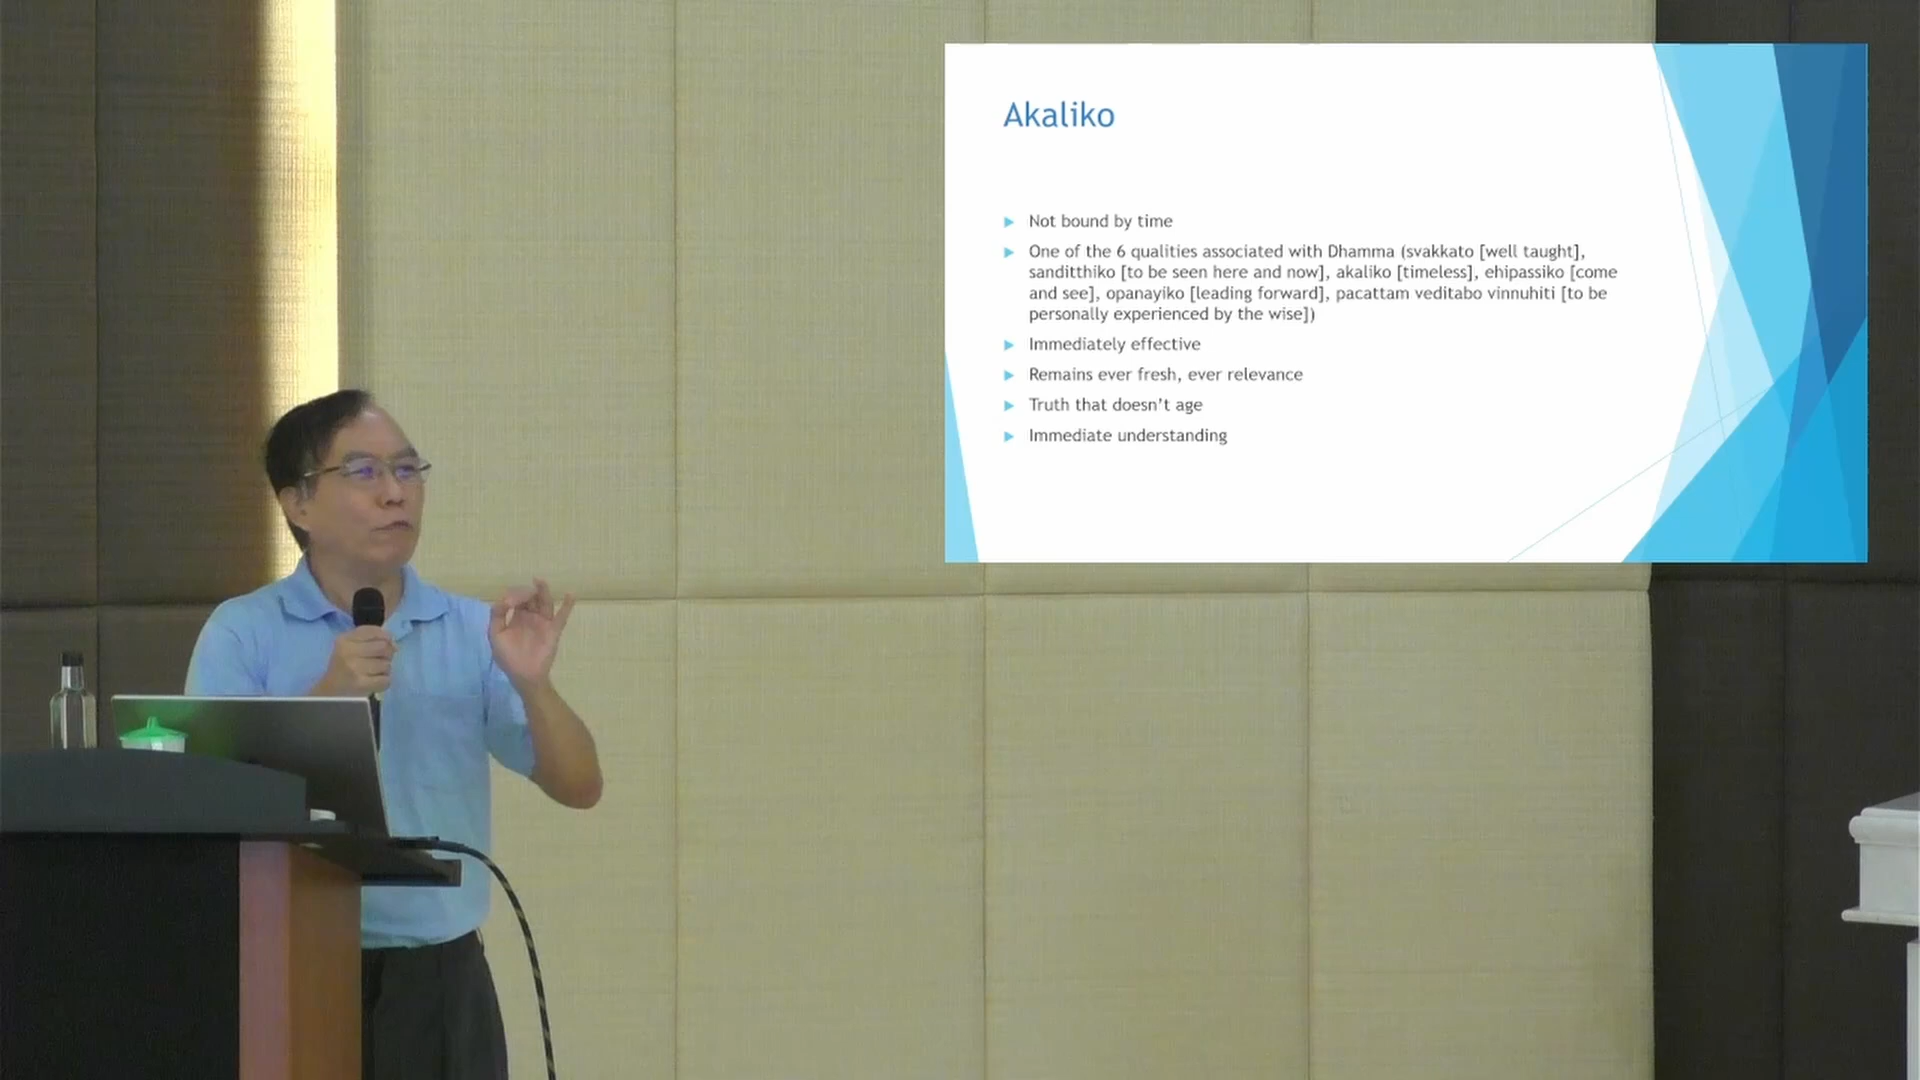 Akaliko
Not bound by time
One of the 6 qualities associated with Dhamma (svakkato [well taught],
sanditthiko [to be seen here and now], akaliko [timeless], ehipassiko [come
and see], opanayiko [leading forward], pacattam veditabo vinnuhiti [to be
personally experienced by the wise])
Immediately effective
Remains ever fresh, ever relevance
Truth that doesn't age
Immediate understanding